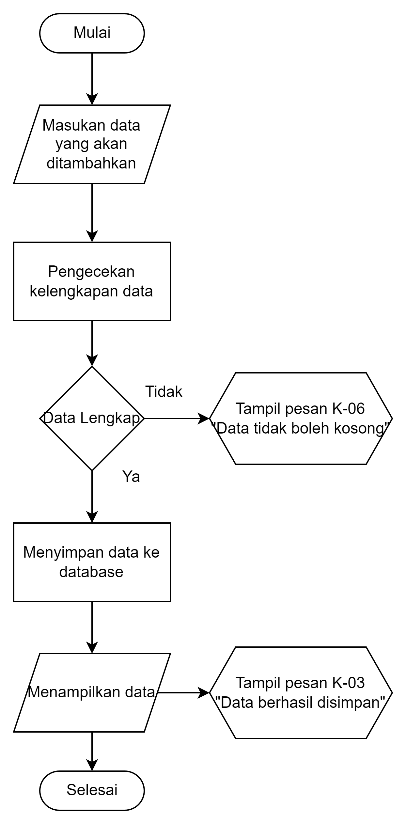 Mulai
Masukan data
yang akan
ditambahkan
Pengecekan
kelengkapan data
Data Lengkap
Tidak
Tampil pesan K-06
"Data tidak boleh kosong"
Ya
Menyimpan data ke
database
Menampilkan data
Tampil pesan K-03
"Data berhasil disimpan"
Selesai